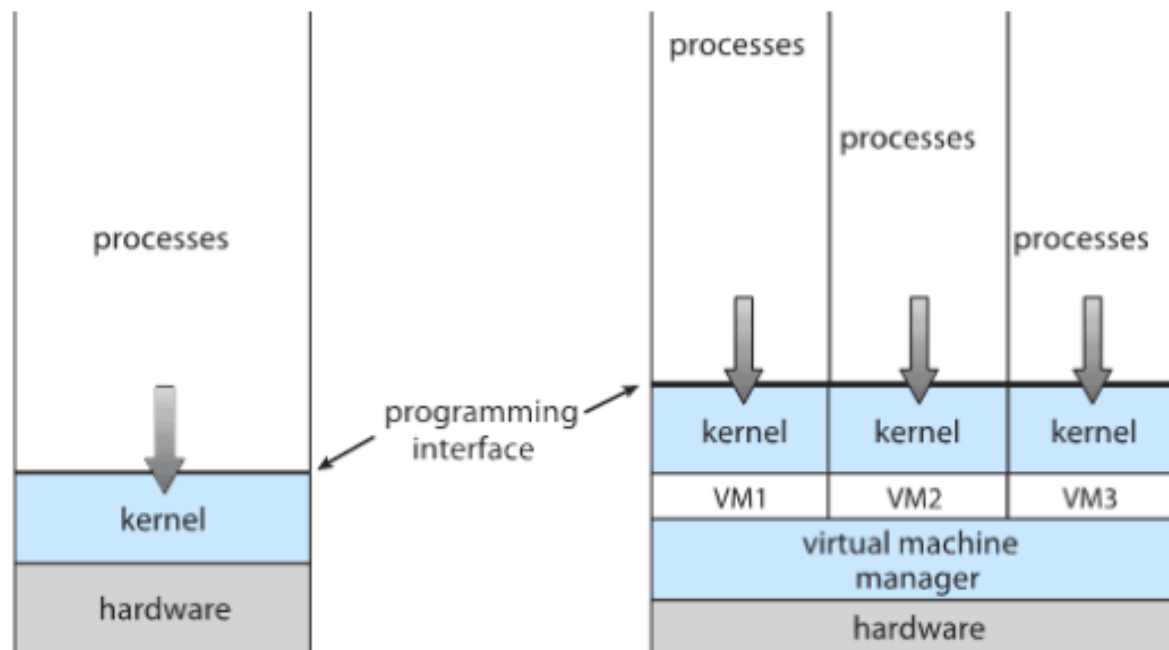 processes
kernel
hardware
programming
interface
processes
processes
processes
kernel
kernel
kernel
VM1
VM2
VM3
virtual machine
manager
hardware